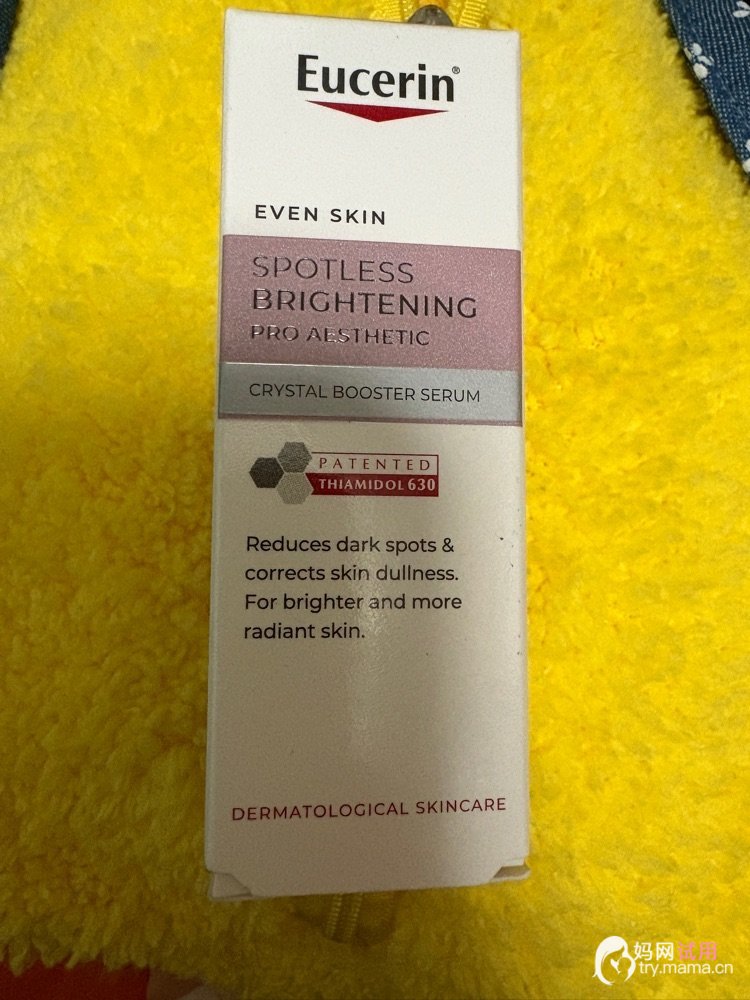 Eucerin®
EVEN SKIN
SPOTLESS
BRIGHTENING
PRO AESTHETIC
CRYSTAL BOOSTER SERUM
PATENTED
THIAMIDOL 630
Reduces dark spots &
corrects skin dullness.
For brighter and more
radiant skin.
DERMATOLOGICAL SKINCARE
妈网试用
try.mama.cn